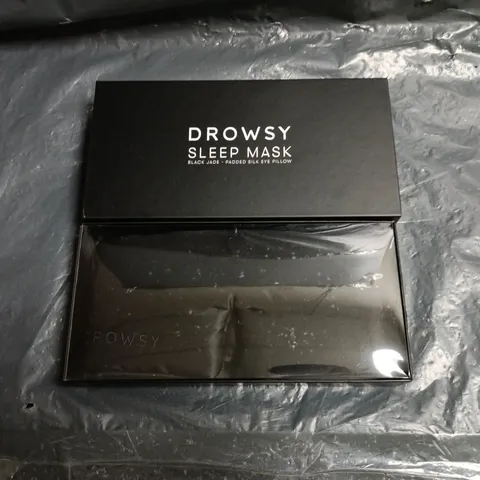 DROWSY
SLEEP MASK
BLACK JADE - PADDED SILK EYE PILLOW
DROWSY